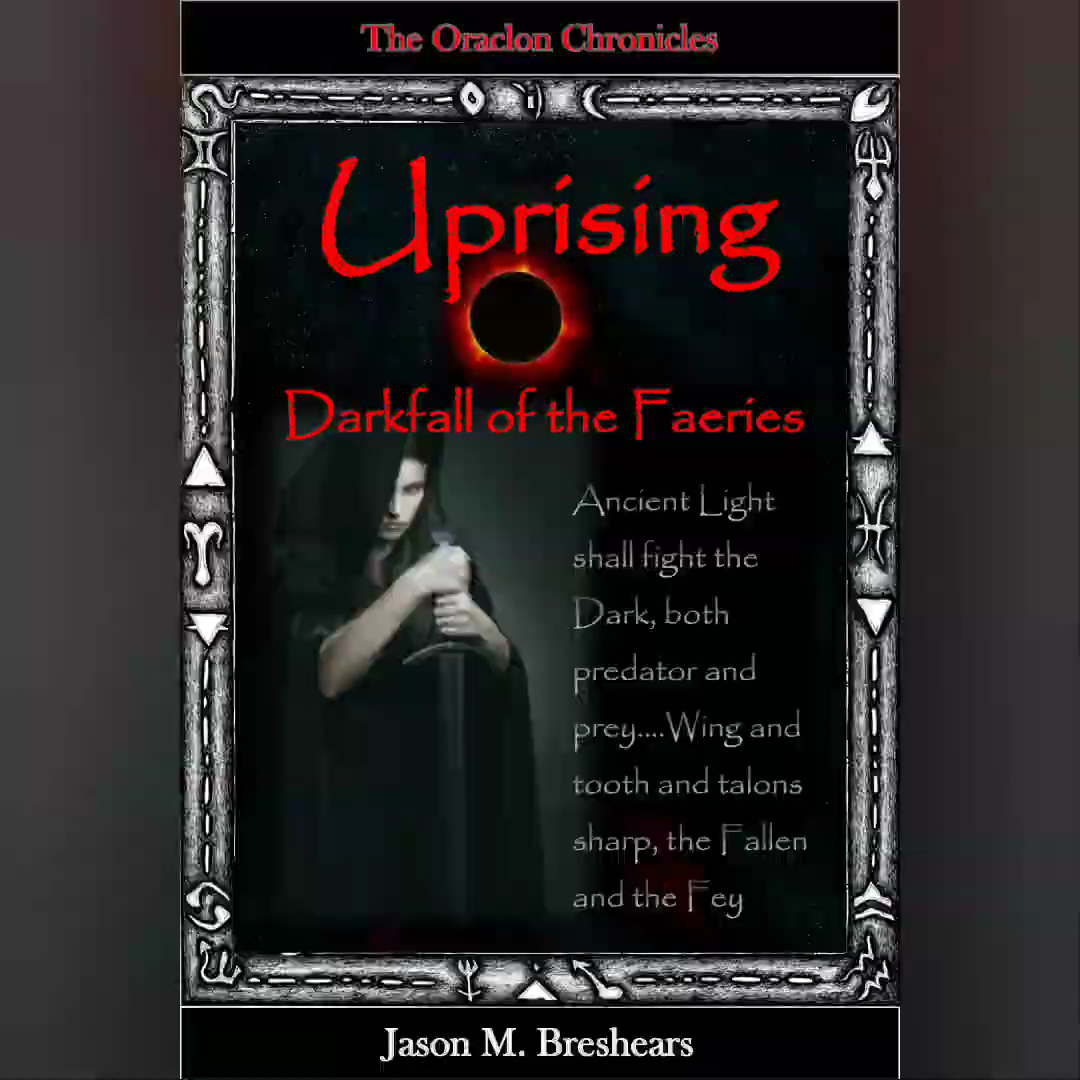 The Oraclon Chronicles
Uprising
Darkfall of the Faeries
Ancient Light
shall fight the
Dark, both
predator and
prey....Wing and
tooth and talons
sharp, the Fallen
and the Fey
Jason M. Breshears